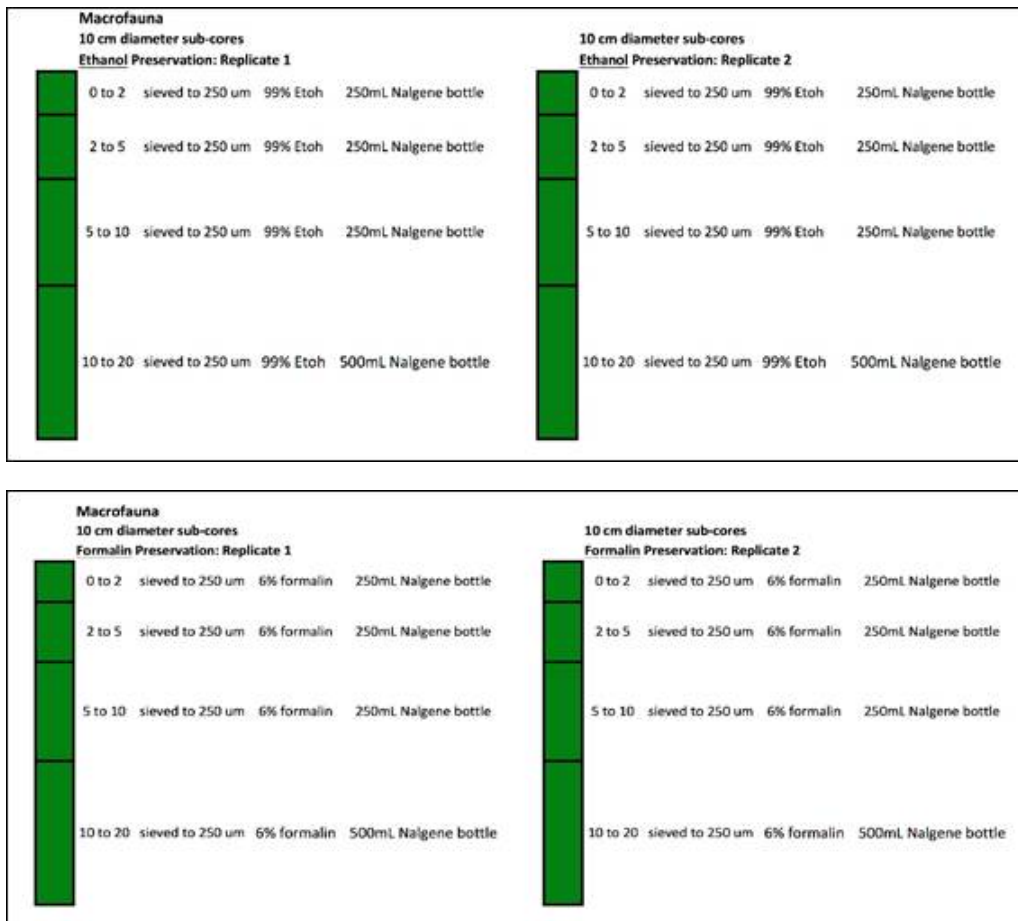 Macrofauna
10 cm diameter sub-cores
Ethanol Preservation: Replicate 1
0 to 2 sieved to 250 um 99% Etoh 250mL Nalgene bottle
2 to 5 sieved to 250 um 99% Etoh 250mL Nalgene bottle
5 to 10 sieved to 250 um 99% Etoh 250mL Nalgene bottle
10 to 20 sieved to 250 um 99% Etoh 500mL Nalgene bottle
10 cm diameter sub-cores
Ethanol Preservation: Replicate 2
0 to 2 sieved to 250 um 99% Etoh 250mL Nalgene bottle
2 to 5 sieved to 250 um 99% Etoh 250mL Nalgene bottle
5 to 10 sieved to 250 um 99% Etoh 250mL Nalgene bottle
10 to 20 sieved to 250 um 99% Etoh 500mL Nalgene bottle
Macrofauna
10 cm diameter sub-cores
Formalin Preservation: Replicate 1
0 to 2 sieved to 250 um 6% formalin 250mL Nalgene bottle
2 to 5 sieved to 250 um 6% formalin 250mL Nalgene bottle
5 to 10 sieved to 250 um 6% formalin 250mL Nalgene bottle
10 to 20 sieved to 250 um 6% formalin 500mL Nalgene bottle
10 cm diameter sub-cores
Formalin Preservation: Replicate 2
0 to 2 sieved to 250 um 6% formalin 250mL Nalgene bottle
2 to 5 sieved to 250 um 6% formalin 250mL Nalgene bottle
5 to 10 sieved to 250 um 6% formalin 250mL Nalgene bottle
10 to 20 sieved to 250 um 6% formalin 500mL Nalgene bottle